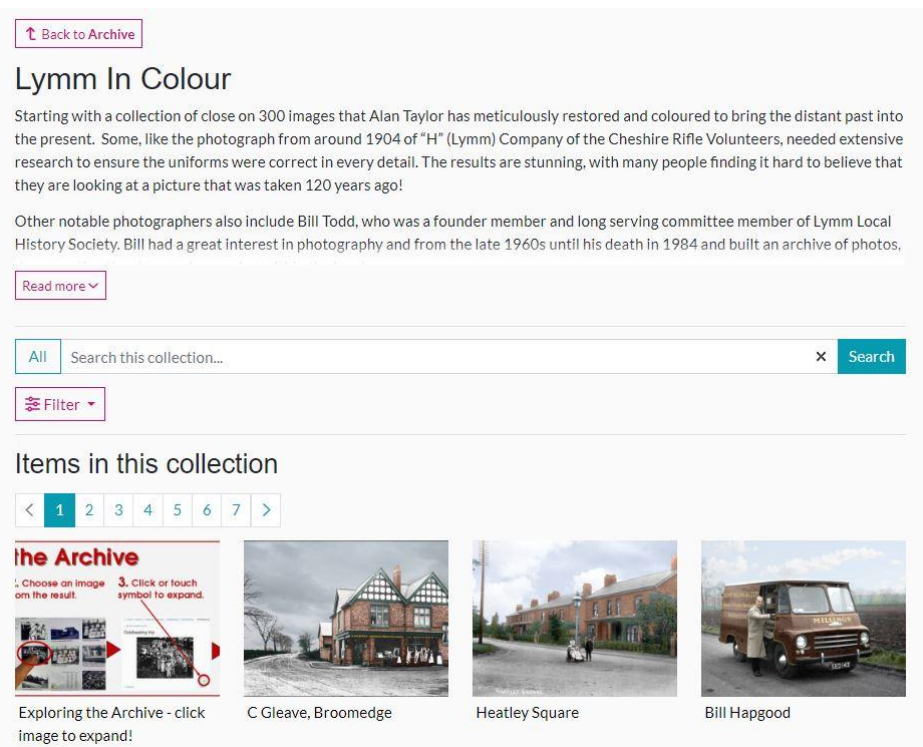 Back to Archive
Lymm In Colour
Starting with a collection of close on 300 images that Alan Taylor has meticulously restored and coloured to bring the distant past into
the present. Some, like the photograph from around 1904 of “H” (Lymm) Company of the Cheshire Rifle Volunteers, needed extensive
research to ensure the uniforms were correct in every detail. The results are stunning, with many people finding it hard to believe that
they are looking at a picture that was taken 120 years ago!
Other notable photographers also include Bill Todd, who was a founder member and long serving committee member of Lymm Local
History Society. Bill had a great interest in photography and from the late 1960s until his death in 1984 and built an archive of photos,
Read more
All Search this collection... × Search
Filter
Items in this collection
< 1 2 3 4 5 6 7 >
the Archive
Choose an image 3. Click or touch
from the result. symbol to expand.
MILLINGS
Exploring the Archive - click
image to expand!
C Gleave, Broomedge
Heatley Square
Bill Hapgood